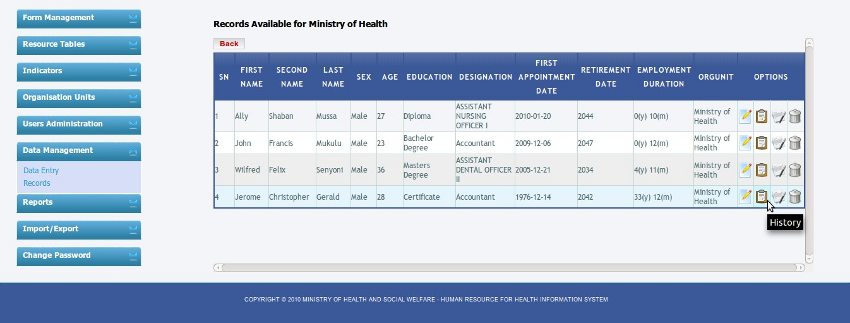 Form Management
Resource Tables
Indicators
Organisation Units
Users Administration
Data Management
Data Entry
Records
Reports
Import/Export
Change Password
Records Available for Ministry of Health
Back
SN FIRST NAME SECOND NAME LAST NAME SEX AGE EDUCATION DESIGNATION FIRST APPOINTMENT DATE RETIREMENT DATE EMPLOYMENT DURATION ORGUNIT OPTIONS
1 Ally Shaban Mussa Male 27 Diploma ASSISTANT NURSING OFFICER I 2010-01-20 2044 0(y) 10(m) Ministry of Health
2 John Francis Mukulu Male 23 Bachelor Degree Accountant 2009-12-06 2047 0(y) 12(m) Ministry of Health
3 Wilfred Felix Senyoni Male 36 Masters Degree ASSISTANT DENTAL OFFICER II 2005-12-21 2034 4(y) 11(m) Ministry of Health
4 Jerome Christopher Gerald Male 28 Certificate Accountant 1976-12-14 2042 33(y) 12(m) Ministry of Health
History
COPYRIGHT © 2010 MINISTRY OF HEALTH AND SOCIAL WELFARE - HUMAN RESOURCE FOR HEALTH INFORMATION SYSTEM